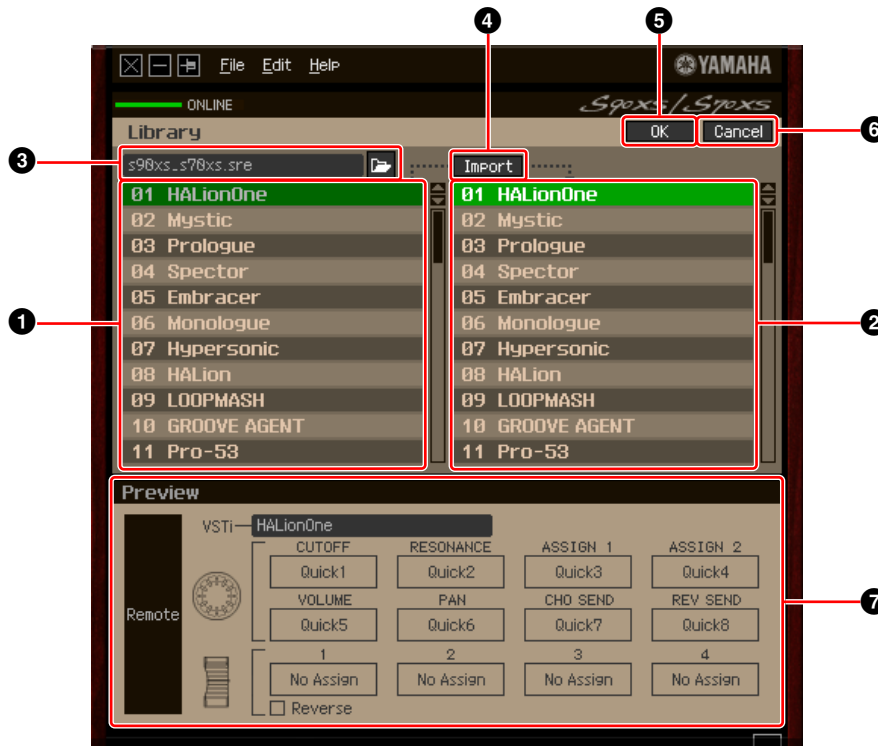 4 5
File Edit Help YAMAHA
ONLINE S90XS/S70XS
Library OK Cancel 6
3 s90xs_s70xs.sre Import
01 HALionOne 01 HALionOne
02 Mystic 02 Mystic
03 Prologue 03 Prologue
04 Spector 04 Spector
05 Embracer 05 Embracer
1 06 Monologue 06 Monologue 2
07 Hypersonic 07 Hypersonic
08 HALion 08 HALion
09 LOOPMASH 09 LOOPMASH
10 GROOVE AGENT 10 GROOVE AGENT
11 Pro-53 11 Pro-53
Preview
VSTi HALionOne
CUTOFF RESONANCE ASSIGN 1 ASSIGN 2
Quick1 Quick2 Quick3 Quick4
VOLUME PAN CHO SEND REV SEND 7
Remote Quick5 Quick6 Quick7 Quick8
1 2 3 4
No Assign No Assign No Assign No Assign
Reverse